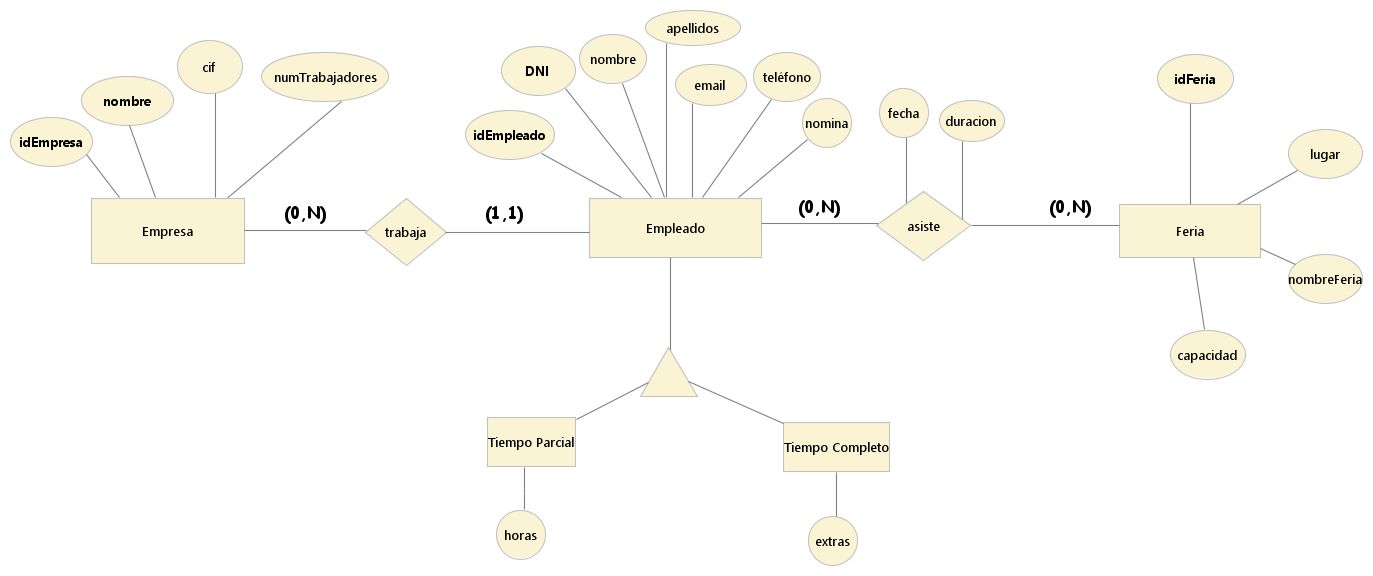 apellidos
nombre
cif
DNI
numTrabajadores
teléfono
idFeria
email
nombre
fecha
duracion
nomina
idEmpleado
idEmpresa
lugar
(0,N)
(1,1)
(0,N)
(0,N)
Empresa
trabaja
Empleado
asiste
Feria
nombreFeria
capacidad
Tiempo Parcial
Tiempo Completo
horas
extras